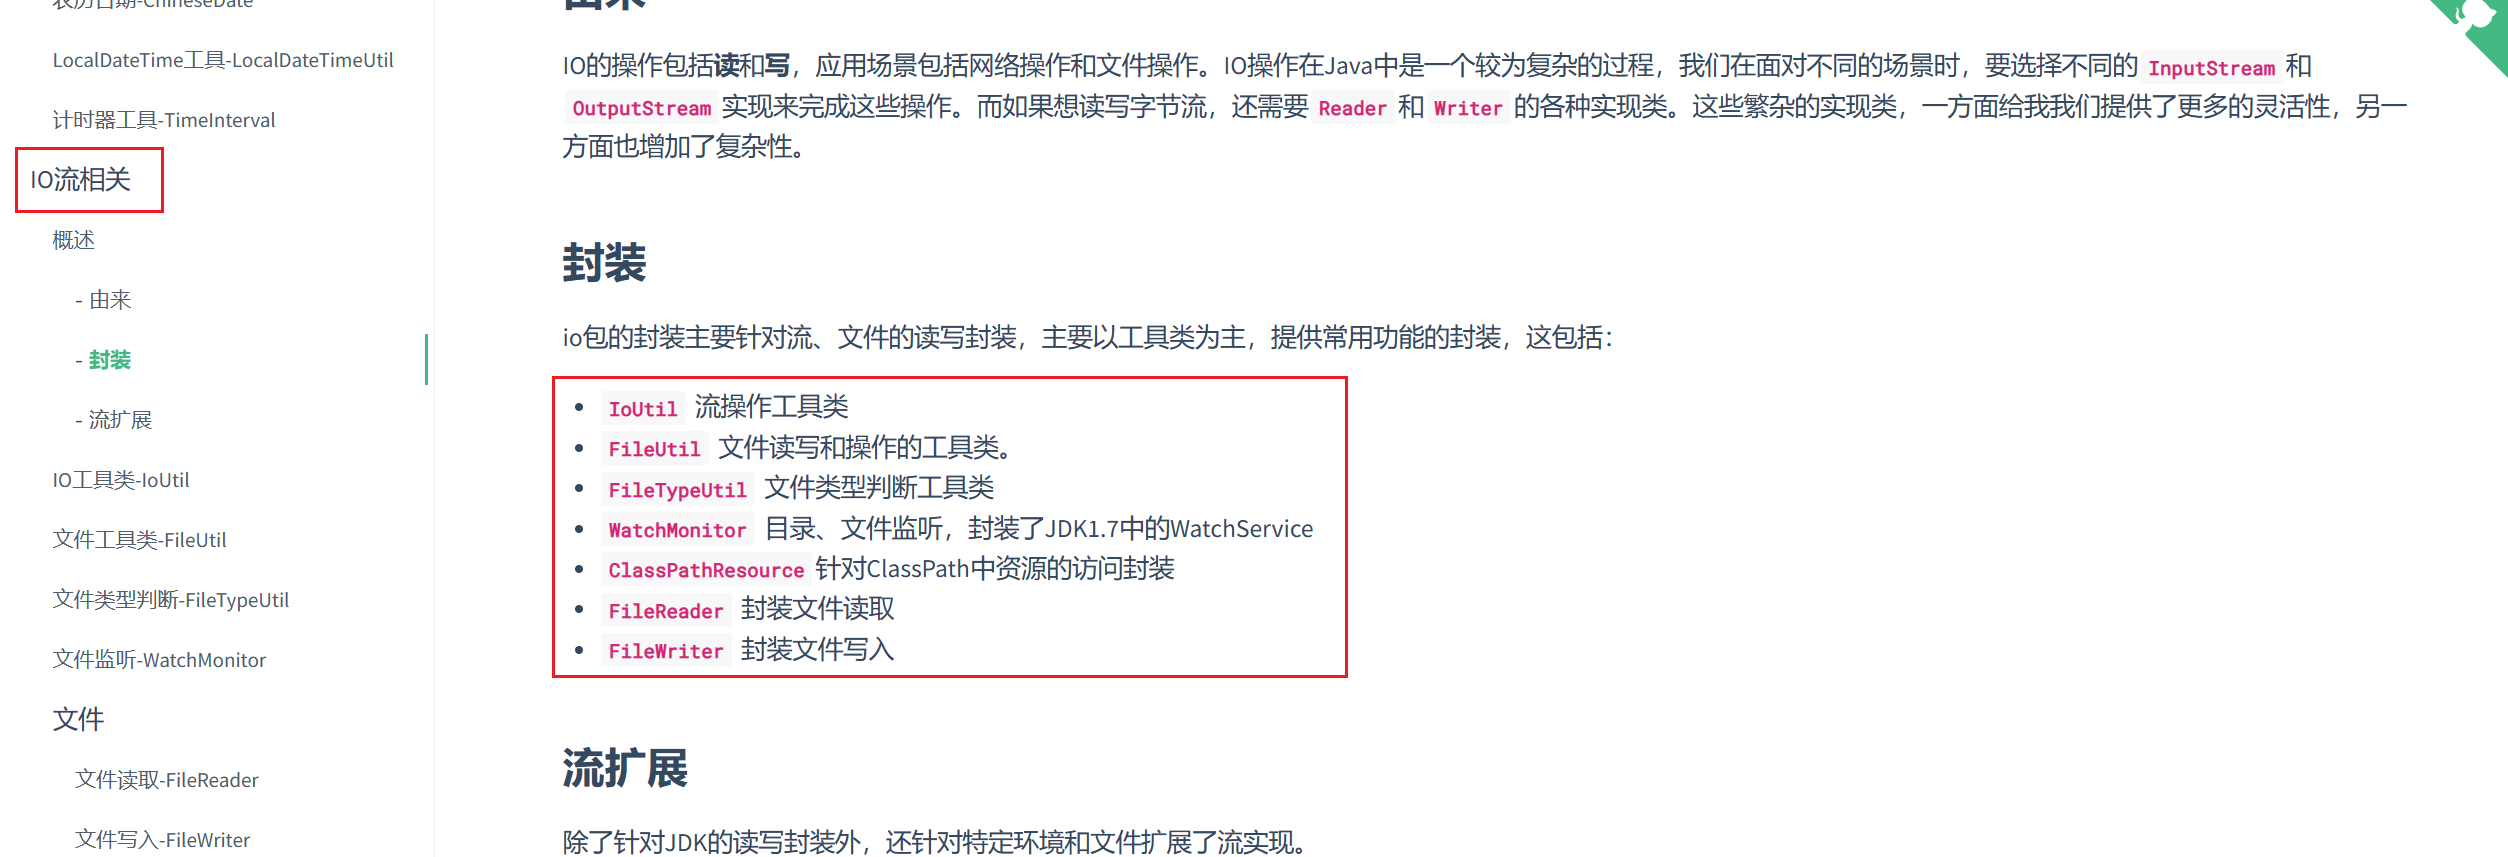 农历日期-ChineseDate
LocalDateTime工具-LocalDateTimeUtil
计时器工具-TimeInterval
IO流相关
概述
- 由来
- 封装
- 流扩展
IO工具类-IoUtil
文件工具类-FileUtil
文件类型判断-FileTypeUtil
文件监听-WatchMonitor
文件
文件读取-FileReader
文件写入-FileWriter
由来
IO的操作包括读和写，应用场景包括网络操作和文件操作。IO操作在Java中是一个较为复杂的过程，我们在面对不同的场景时，要选择不同的 InputStream 和
OutputStream 实现来完成这些操作。而如果想读写字节流，还需要 Reader 和 Writer 的各种实现类。这些繁杂的实现类，一方面给我我们提供了更多的灵活性，另一
方面也增加了复杂性。
封装
io包的封装主要针对流、文件的读写封装，主要以工具类为主，提供常用功能的封装，这包括：
• IoUtil 流操作工具类
• FileUtil 文件读写和操作的工具类。
• FileTypeUtil 文件类型判断工具类
• WatchMonitor 目录、文件监听，封装了JDK1.7中的WatchService
• ClassPathResource 针对ClassPath中资源的访问封装
• FileReader 封装文件读取
• FileWriter 封装文件写入
流扩展
除了针对JDK的读写封装外，还针对特定环境和文件扩展了流实现。